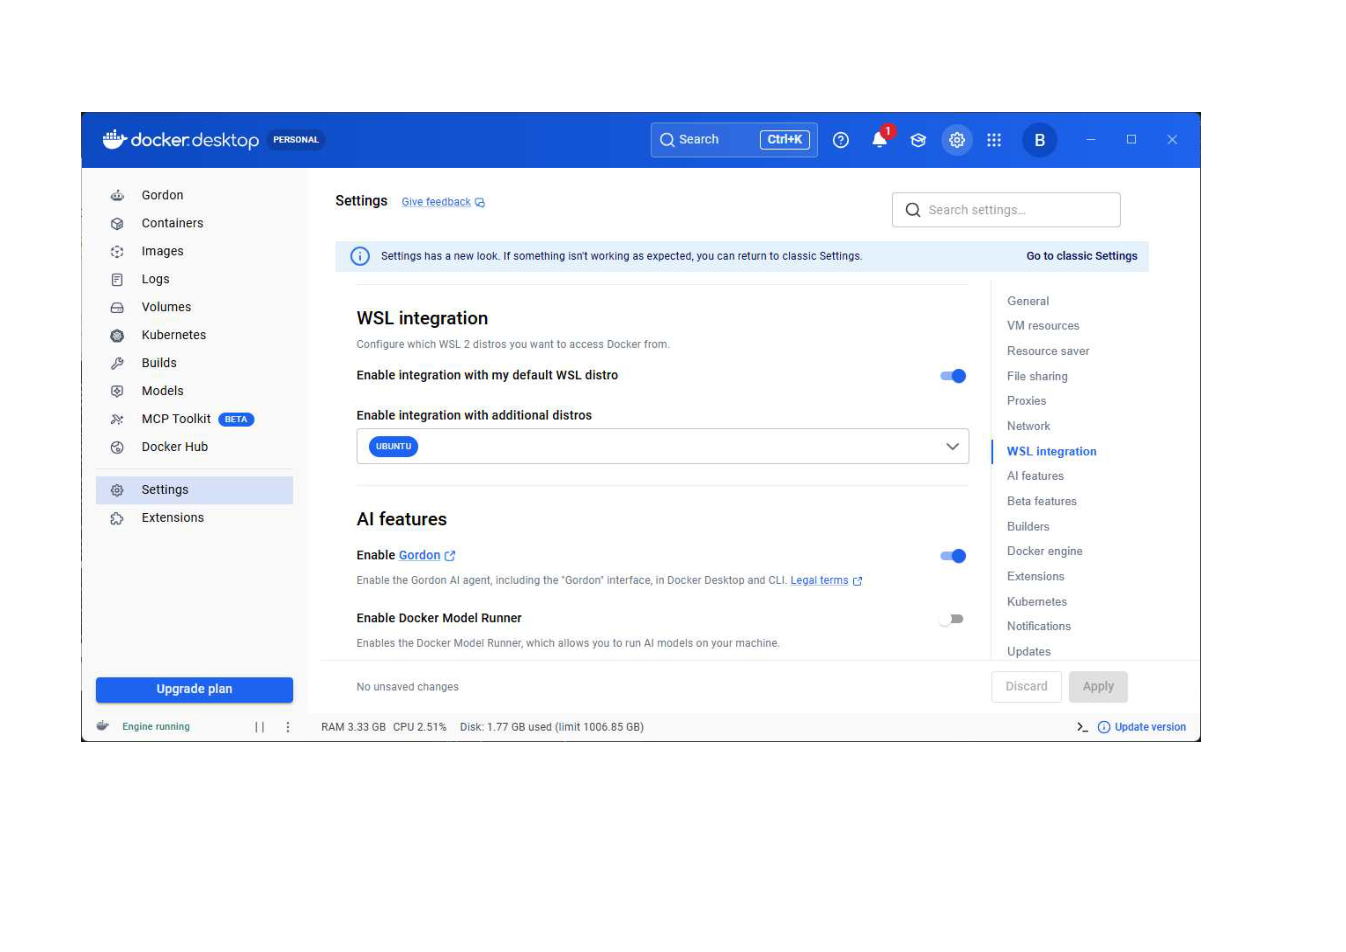 docker.desktop PERSONAL
Search Ctrl+K
1
B
Gordon
Containers
Images
Logs
Volumes
Kubernetes
Builds
Models
MCP Toolkit BETA
Docker Hub
Settings
Extensions
Upgrade plan
Settings Give feedback
Search settings...
Settings has a new look. If something isn't working as expected, you can return to classic Settings. Go to classic Settings
WSL integration
Configure which WSL 2 distros you want to access Docker from.
Enable integration with my default WSL distro
Enable integration with additional distros
UBUNTU
AI features
Enable Gordon
Enable the Gordon AI agent, including the "Gordon" interface, in Docker Desktop and CLI. Legal terms
Enable Docker Model Runner
Enables the Docker Model Runner, which allows you to run AI models on your machine.
General
VM resources
Resource saver
File sharing
Proxies
Network
WSL integration
AI features
Beta features
Builders
Docker engine
Extensions
Kubernetes
Notifications
Updates
No unsaved changes Discard Apply
Engine running RAM 3.33 GB CPU 2.51% Disk: 1.77 GB used (limit 1006.85 GB) Update version